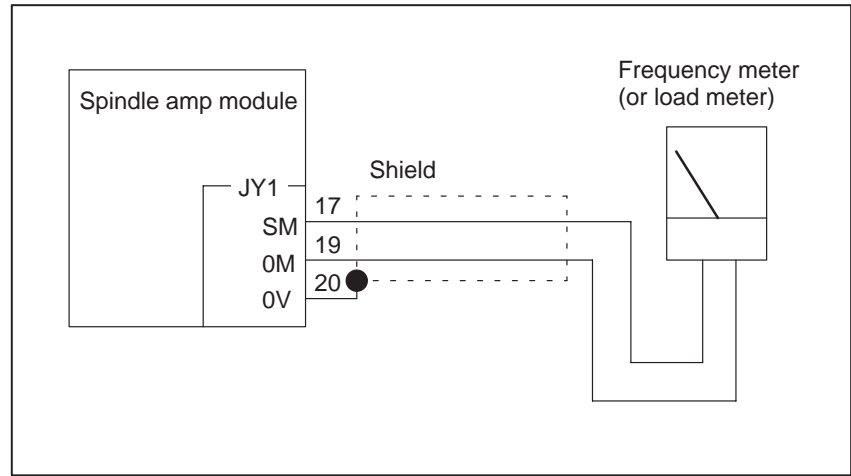 Spindle amp module
Frequency meter
(or load meter)
Shield
JY1
17
SM
19
0M
20
0V